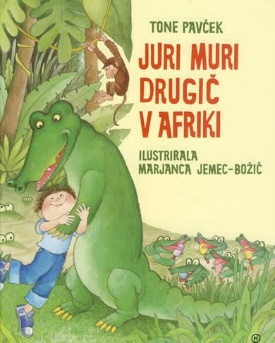 TONE PAVČEK
JURI MURI
DRUGIČ
V AFRIKI
ILUSTRIRALA
MARJANCA JEMEC-BOŽIČ